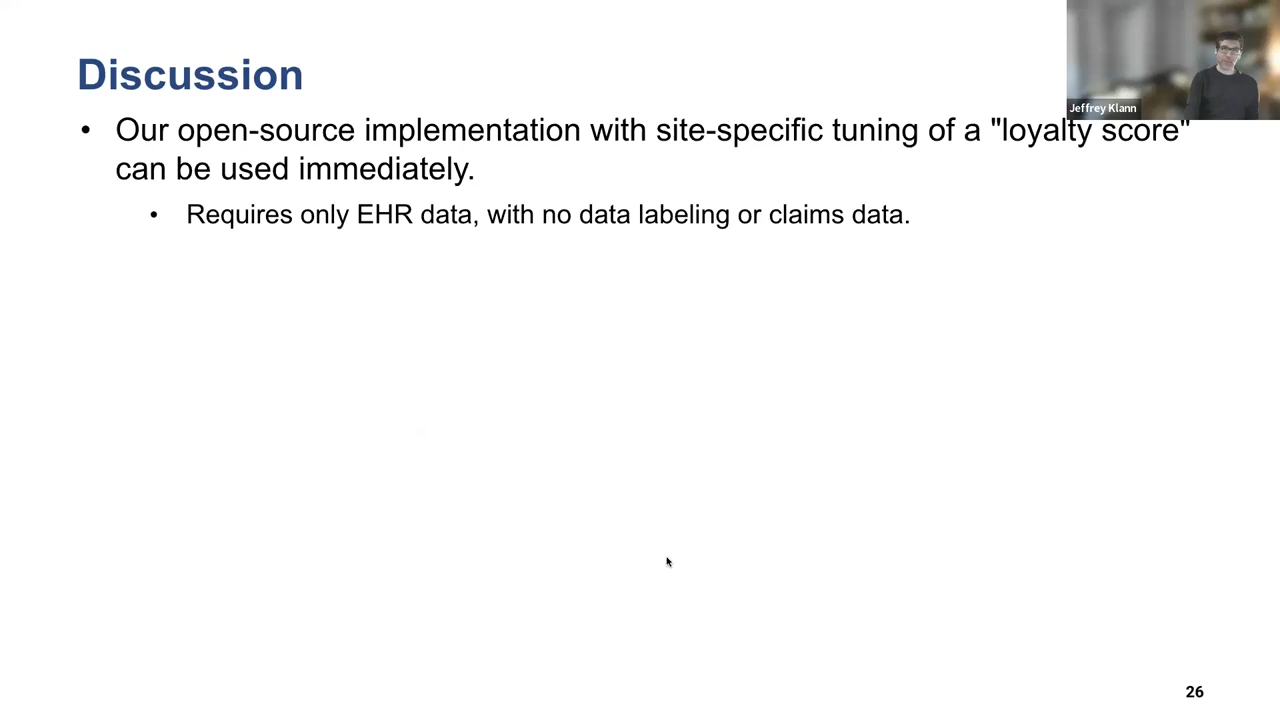 Discussion
Jeffrey Klann
• Our open-source implementation with site-specific tuning of a "loyalty score"
can be used immediately.
• Requires only EHR data, with no data labeling or claims data.
26